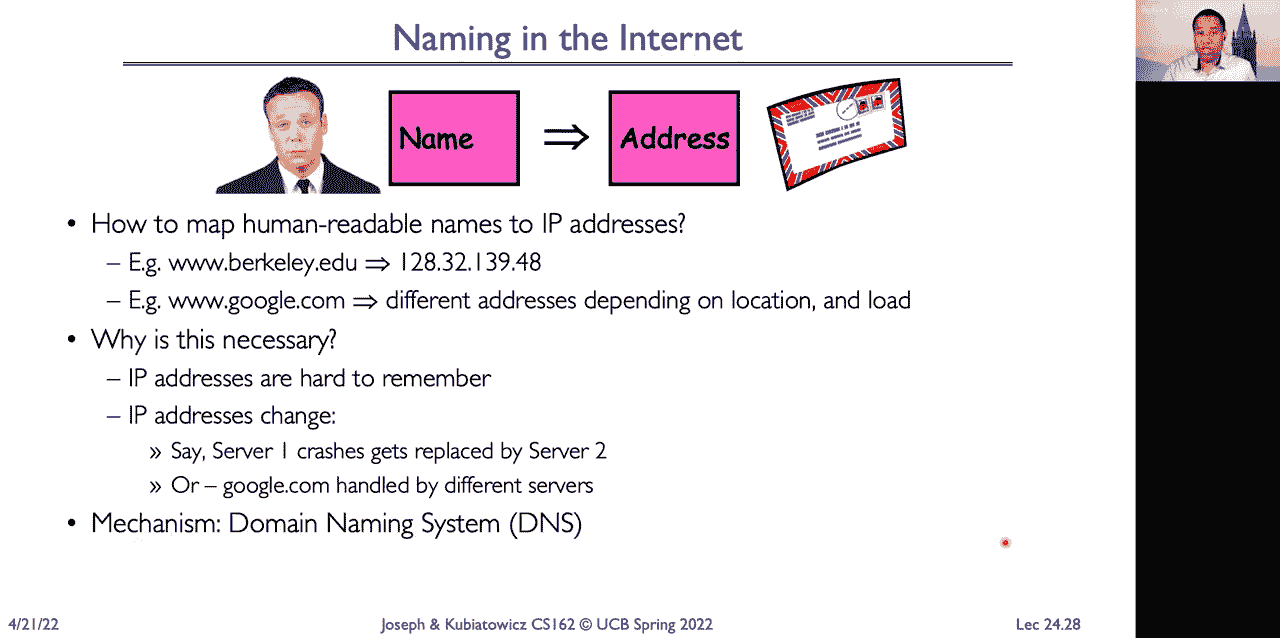 Naming in the Internet
Name ⇒ Address
• How to map human-readable names to IP addresses?
– E.g. www.berkeley.edu ⇒ 128.32.139.48
– E.g. www.google.com ⇒ different addresses depending on location, and load
• Why is this necessary?
– IP addresses are hard to remember
– IP addresses change:
» Say, Server 1 crashes gets replaced by Server 2
» Or – google.com handled by different servers
• Mechanism: Domain Naming System (DNS)
4/21/22 Joseph & Kubiatowicz CS162 © UCB Spring 2022 Lec 24.28